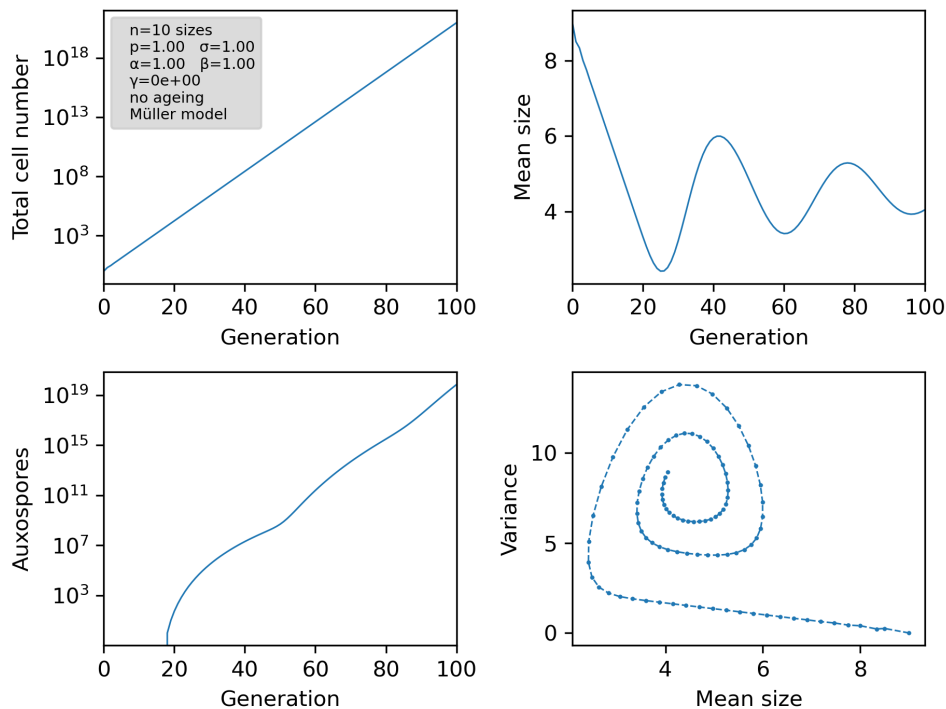 Total cell number
10^18
10^13
10^8
10^3
n=10 sizes
p=1.00 σ=1.00
α=1.00 β=1.00
γ=0e+00
no ageing
Müller model
0 20 40 60 80 100
Generation
Mean size
8
6
4
0 20 40 60 80 100
Generation
Auxospores
10^19
10^15
10^11
10^7
10^3
0 20 40 60 80 100
Generation
Variance
10
5
0
4 6 8
Mean size